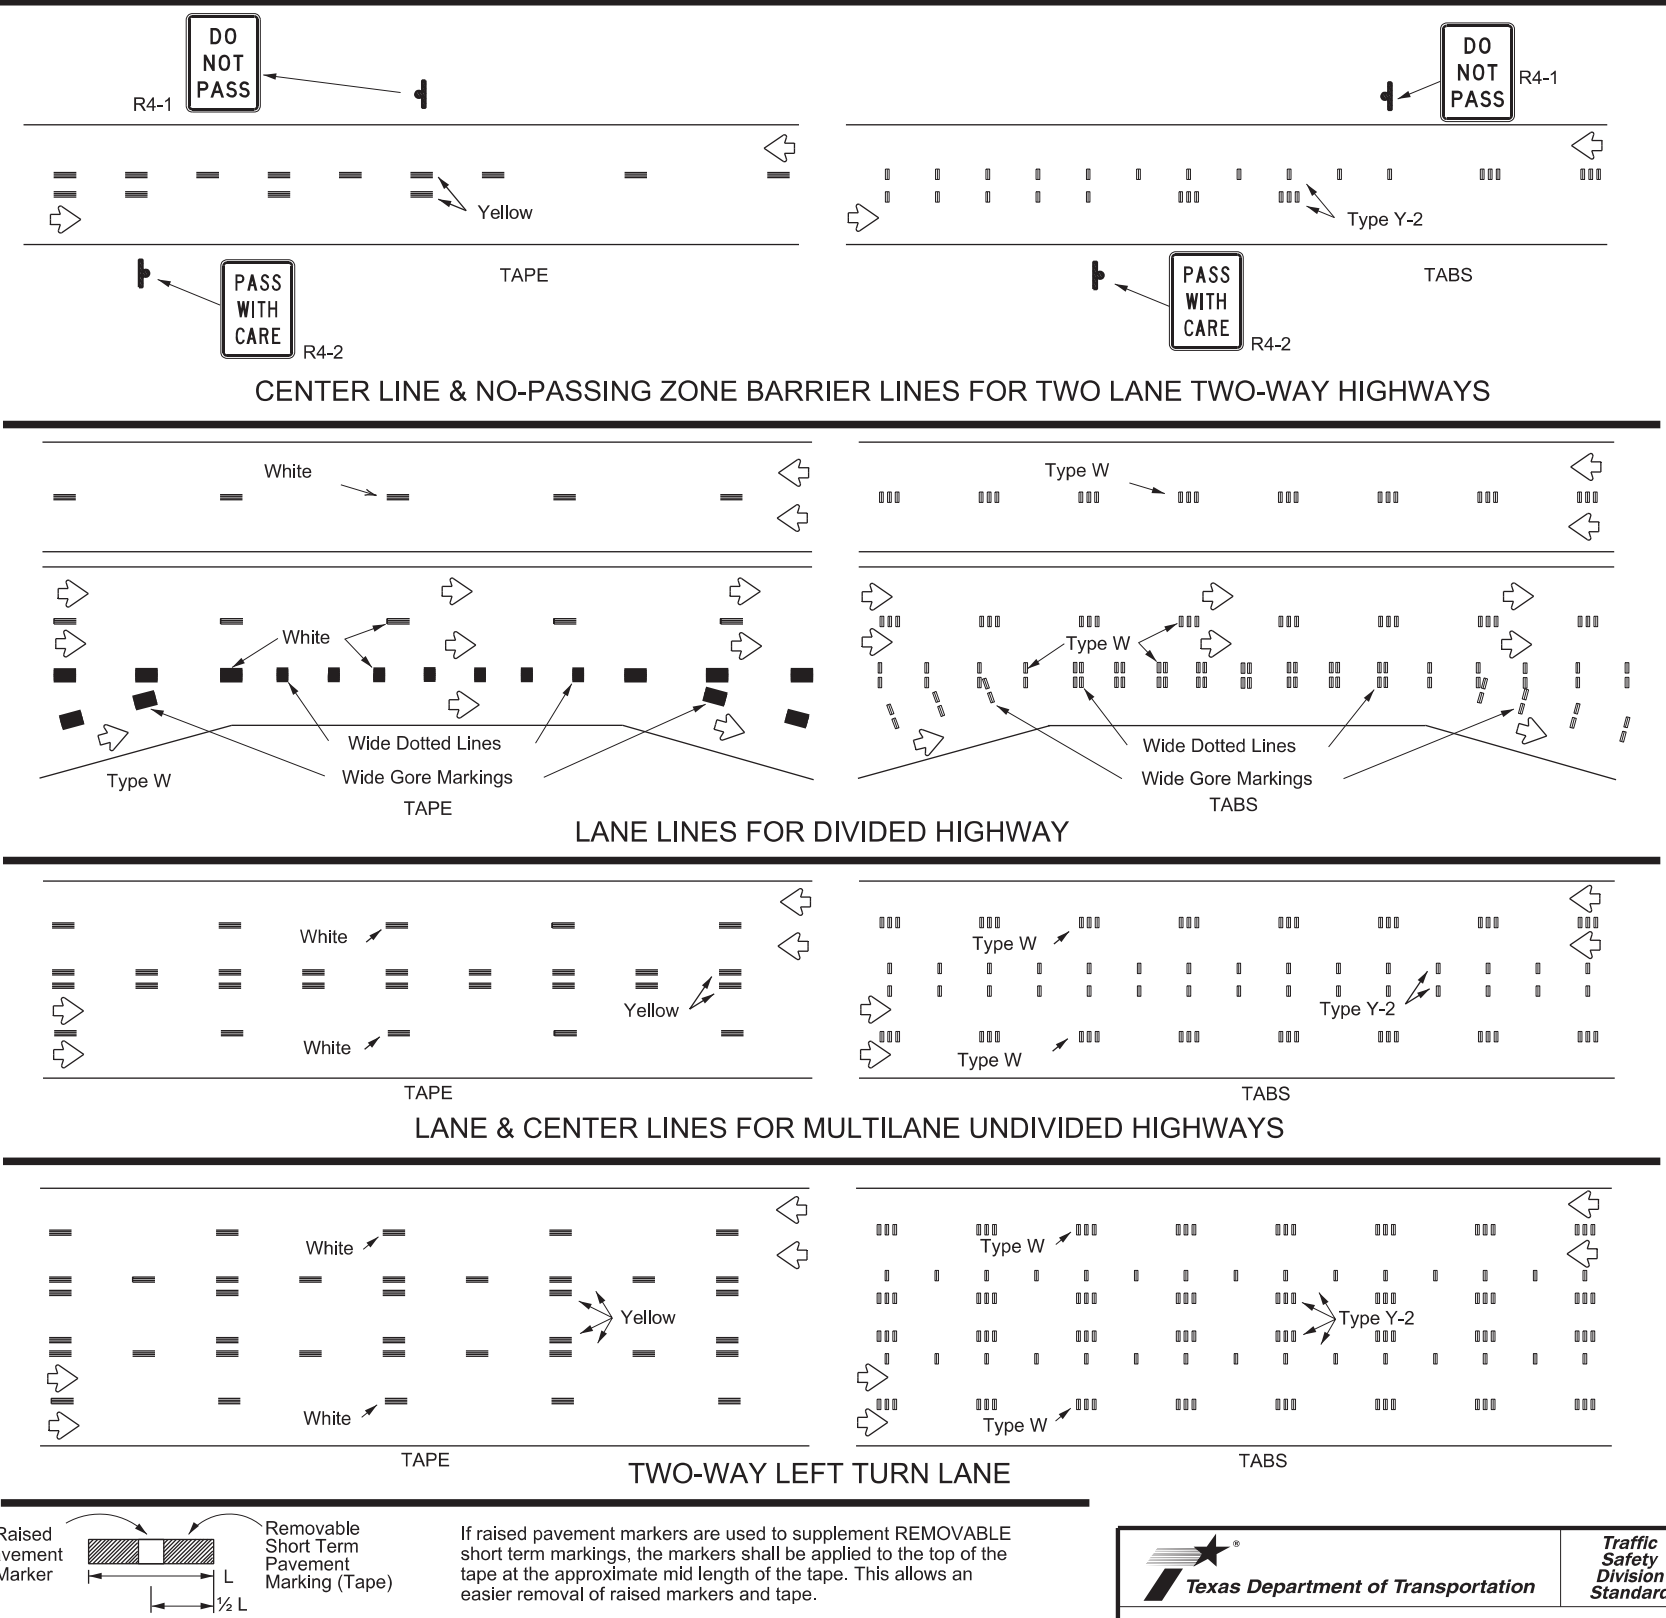 DO
NOT
PASS
R4-1
DO
NOT
PASS
R4-1
Yellow
Type Y-2
PASS
WITH
CARE
R4-2
TAPE
PASS
WITH
CARE
R4-2
TABS
CENTER LINE & NO-PASSING ZONE BARRIER LINES FOR TWO LANE TWO-WAY HIGHWAYS
White
Type W
White
Type W
Wide Dotted Lines
Wide Gore Markings
Type W
TAPE
Wide Dotted Lines
Wide Gore Markings
TABS
LANE LINES FOR DIVIDED HIGHWAY
White
Type W
Yellow
Type Y-2
White
Type W
TAPE
TABS
LANE & CENTER LINES FOR MULTILANE UNDIVIDED HIGHWAYS
White
Type W
Yellow
Type Y-2
White
Type W
TAPE
TABS
TWO-WAY LEFT TURN LANE
Raised
avement
Marker
L
½ L
Removable
Short Term
Pavement
Marking (Tape)
If raised pavement markers are used to supplement REMOVABLE
short term markings, the markers shall be applied to the top of the
tape at the approximate mid length of the tape. This allows an
easier removal of raised markers and tape.
®
Texas Department of Transportation
Traffic
Safety
Division
Standard